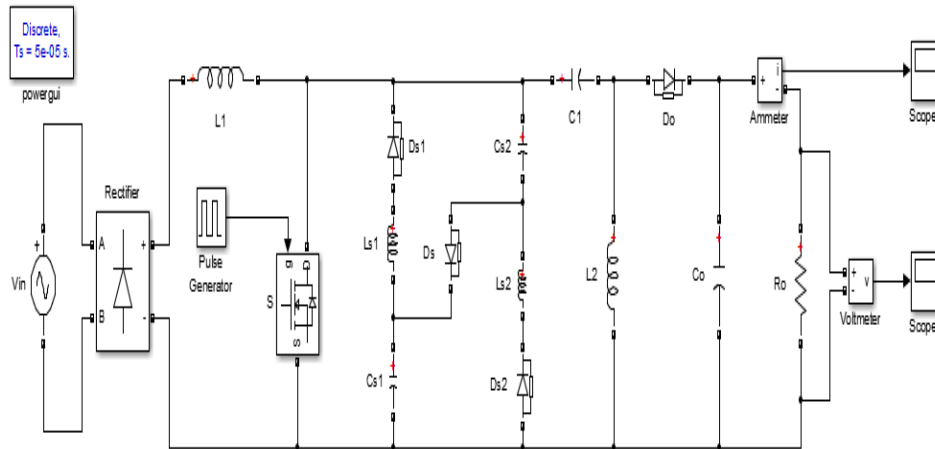 Discrete,
Ts = 5e-05 s.
powergui
L1
C1
Do
i
+
-
Ammeter
Scope
Ds1
Cs2
Rectifier
A
B
+
-
Vin
+
Pulse
Generator
g
D
S
S
Ls1
Ds
Ls2
L2
Co
Ro
+
-
v
Voltmeter
Scope
Cs1
Ds2